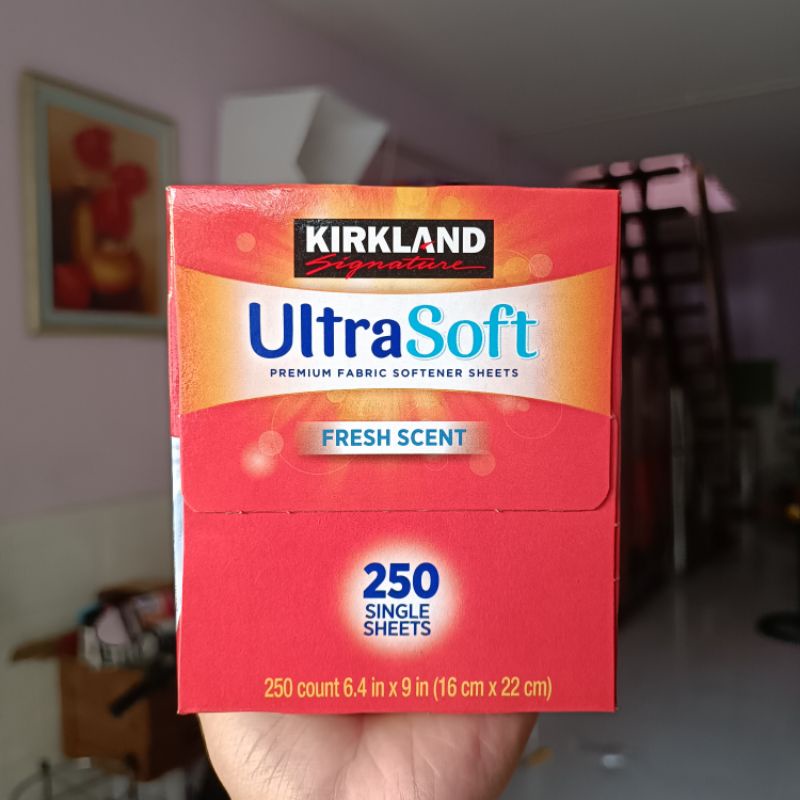 KIRKLAND
Signature
UltraSoft
PREMIUM FABRIC SOFTENER SHEETS
FRESH SCENT
250
SINGLE
SHEETS
250 count 6.4 in x 9 in (16 cm x 22 cm)